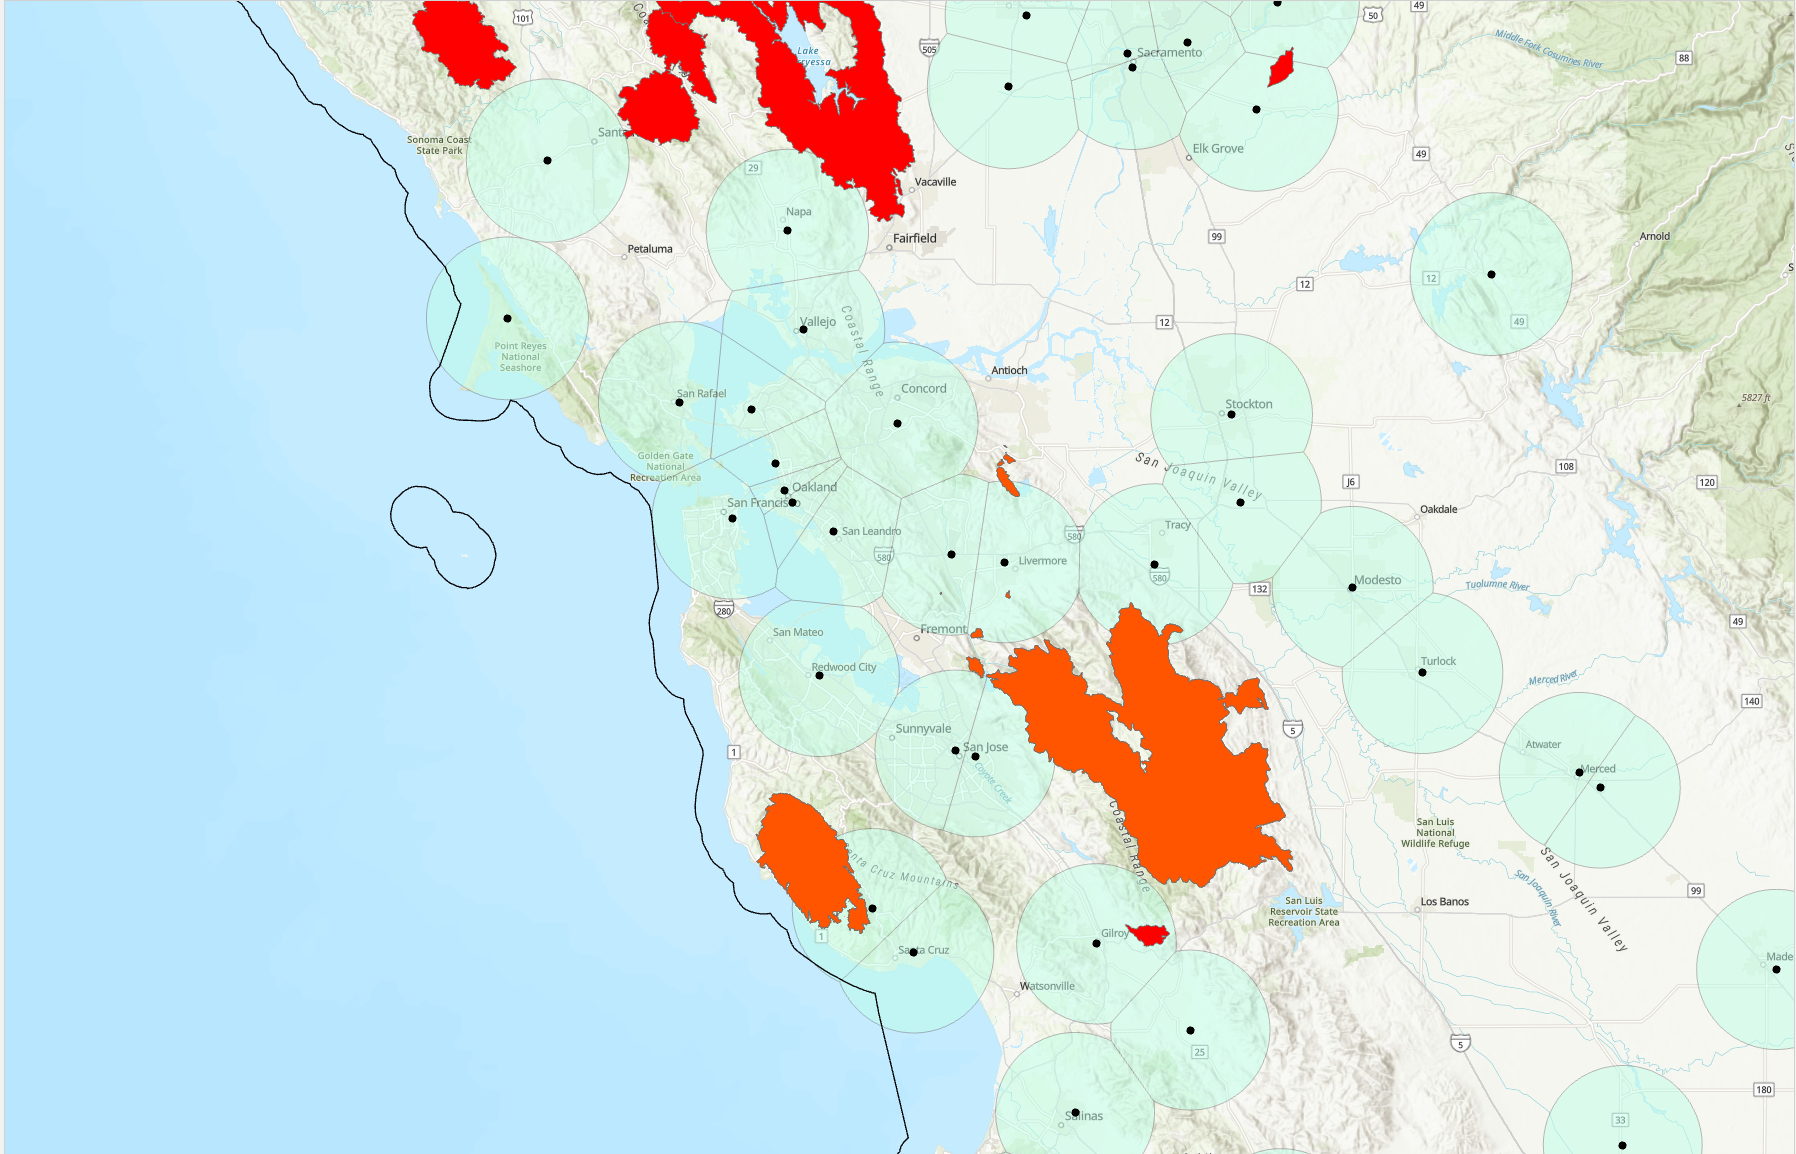 101
505
50
49
88
Middle Fork Cosumnes River
Lake
Sacramento
Sonoma Coast
State Park
Santa
29
Elk Grove
49
Vacaville
Napa
Petaluma
Fairfield
99
Arnold
12
12
12
49
Vallejo
Coastal Range
Point Reyes
National
Seashore
San Rafael
Concord
Antioch
Stockton
5827 ft
Golden Gate
National
Recreation Area
San Joaquin Valley
108
120
J6
Oakland
San Francisco
San Leandro
580
Livermore
580
Tracy
580
Oakdale
Modesto
132
Tuolumne River
49
280
San Mateo
Fremont
Redwood City
Turlock
Merced River
140
Sunnyvale
San Jose
Coyote Creek
1
5
Atwater
Merced
Coastal Range
San Luis
National
Wildlife Refuge
San Joaquin Valley
San Joaquin River
Santa Cruz Mountains
1
Santa Cruz
Gilroy
San Luis
Reservoir State
Recreation Area
Los Banos
99
Made
Watsonville
25
5
180
Salinas
33